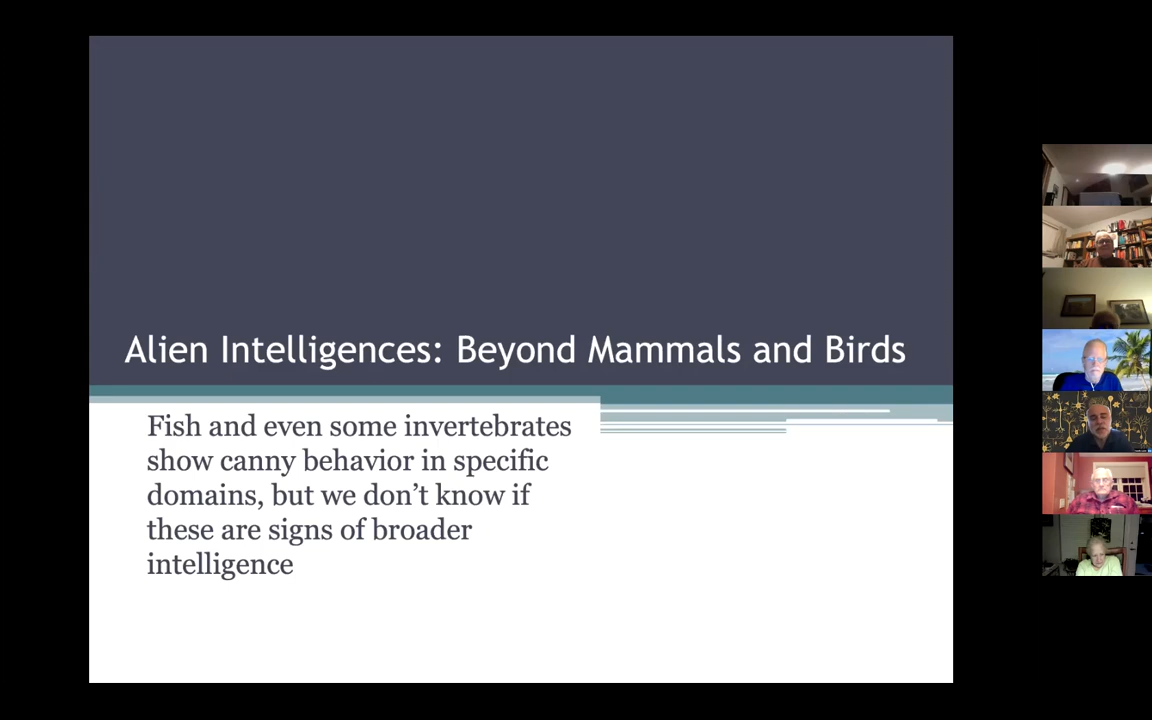 Alien Intelligences: Beyond Mammals and Birds
Fish and even some invertebrates
show canny behavior in specific
domains, but we don’t know if
these are signs of broader
intelligence